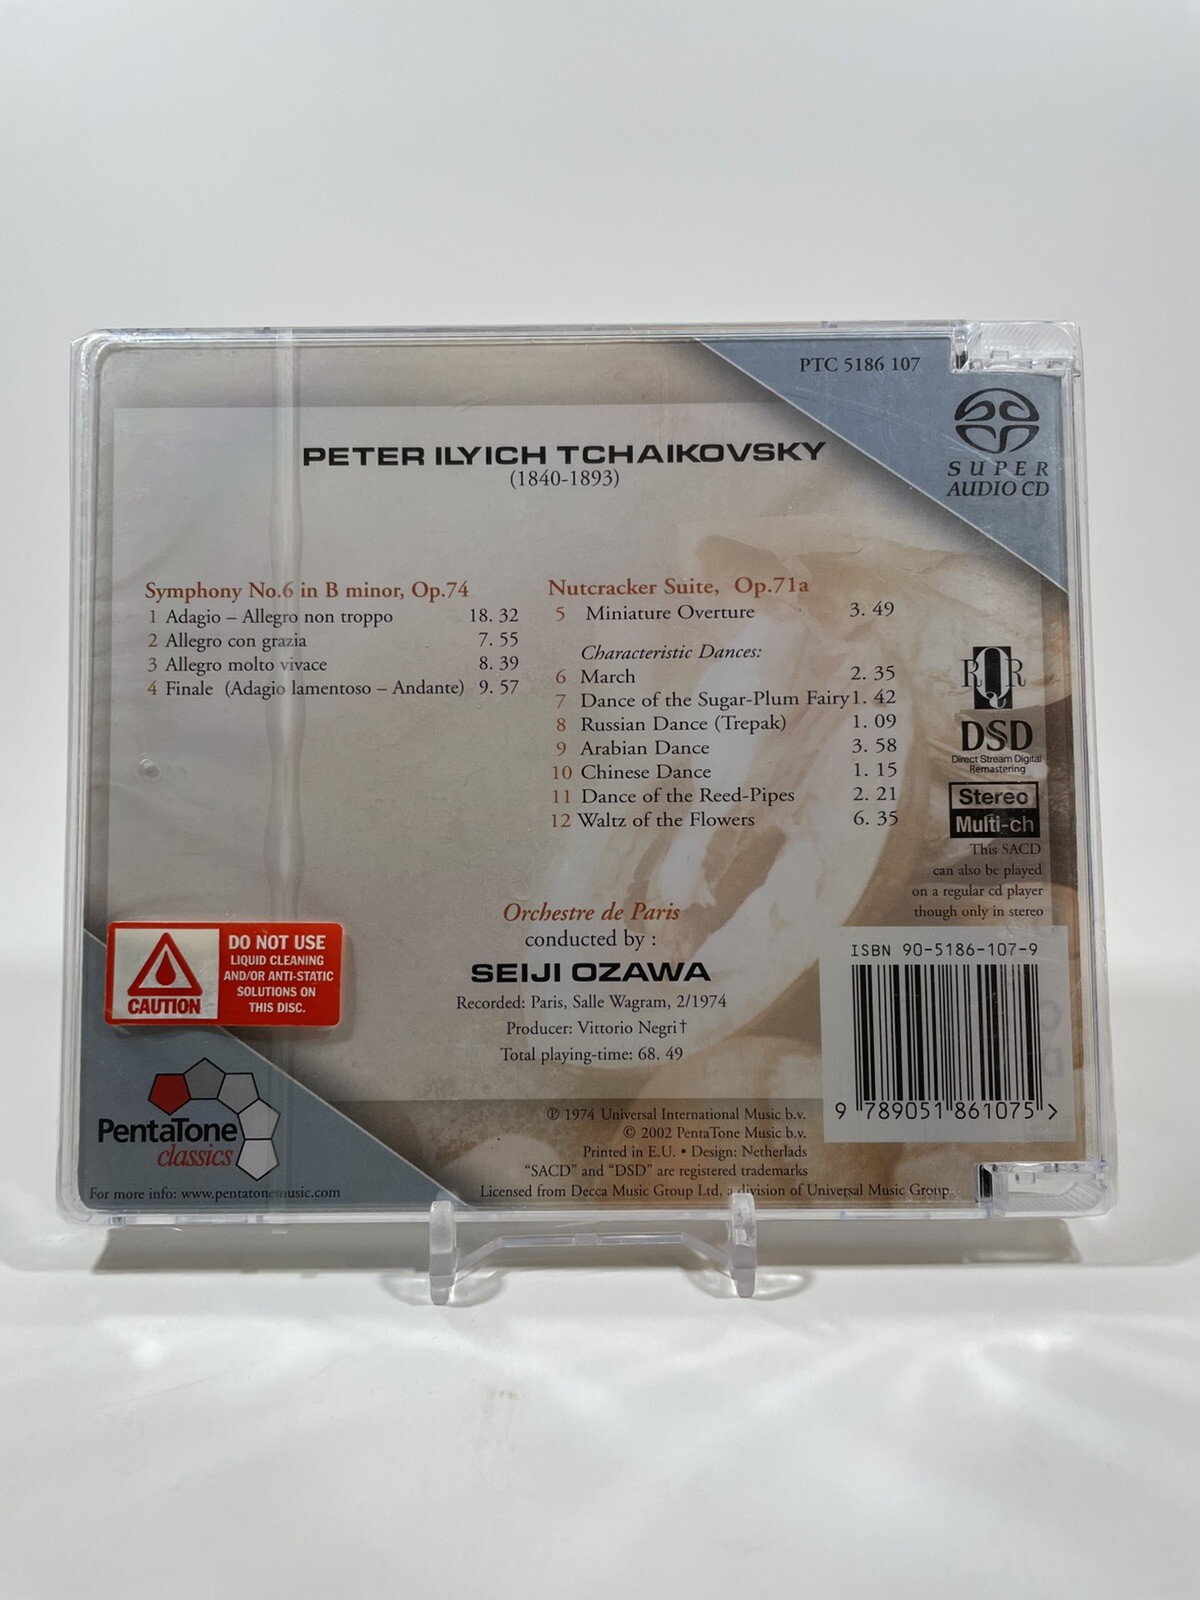 PTC 5186 107
SUPER
AUDIO CD
PETER ILYICH TCHAIKOVSKY
(1840-1893)
Symphony No.6 in B minor, Op.74
1 Adagio – Allegro non troppo 18. 32
2 Allegro con grazia 7. 55
3 Allegro molto vivace 8. 39
4 Finale (Adagio lamentoso – Andante) 9. 57
Nutcracker Suite, Op.71a
5 Miniature Overture 3. 49
Characteristic Dances:
6 March 2. 35
7 Dance of the Sugar-Plum Fairy 1. 42
8 Russian Dance (Trepak) 1. 09
9 Arabian Dance 3. 58
10 Chinese Dance 1. 15
11 Dance of the Reed-Pipes 2. 21
12 Waltz of the Flowers 6. 35
RQR
DSD
Direct Stream Digital
Remastering
Stereo
Multi-ch
This SACD
can also be played
on a regular cd player
though only in stereo
Orchestre de Paris
conducted by :
SEIJI OZAWA
Recorded: Paris, Salle Wagram, 2/1974
Producer: Vittorio Negri†
Total playing-time: 68. 49
CAUTION
DO NOT USE
LIQUID CLEANING
AND/OR ANTI-STATIC
SOLUTIONS ON
THIS DISC.
ISBN 90-5186-107-9
9 789051 861075 >
PentaTone
classics
For more info: www.pentatonemusic.com
℗ 1974 Universal International Music b.v.
© 2002 PentaTone Music b.v.
Printed in E.U. • Design: Netherlads
“SACD” and “DSD” are registered trademarks
Licensed from Decca Music Group Ltd, a division of Universal Music Group